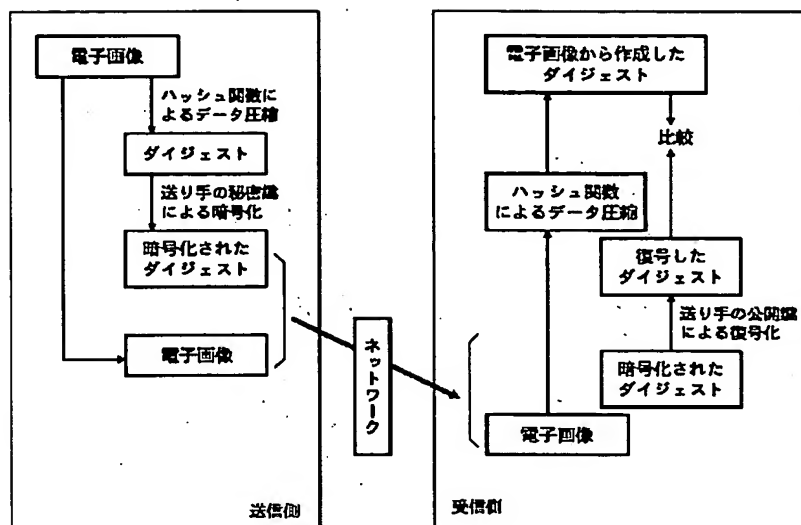 電子画像
ハッシュ関数に
よるデータ圧縮
ダイジェスト
送り手の秘密鍵
による暗号化
暗号化された
ダイジェスト
電子画像
送信側
ネットワーク
電子画像から作成した
ダイジェスト
比較
ハッシュ関数
によるデータ圧縮
復号した
ダイジェスト
送り手の公開鍵
による復号化
暗号化された
ダイジェスト
電子画像
受信側